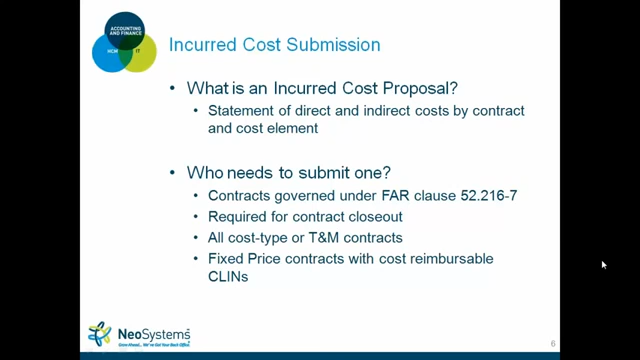 ACCOUNTING
AND FINANCE
HCM
IT
Incurred Cost Submission
• What is an Incurred Cost Proposal?
• Statement of direct and indirect costs by contract
and cost element
• Who needs to submit one?
• Contracts governed under FAR clause 52.216-7
• Required for contract closeout
• All cost-type or T&M contracts
• Fixed Price contracts with cost reimbursable
CLINs
NeoSystems
Grow Ahead... We've Got Your Back Office.
6